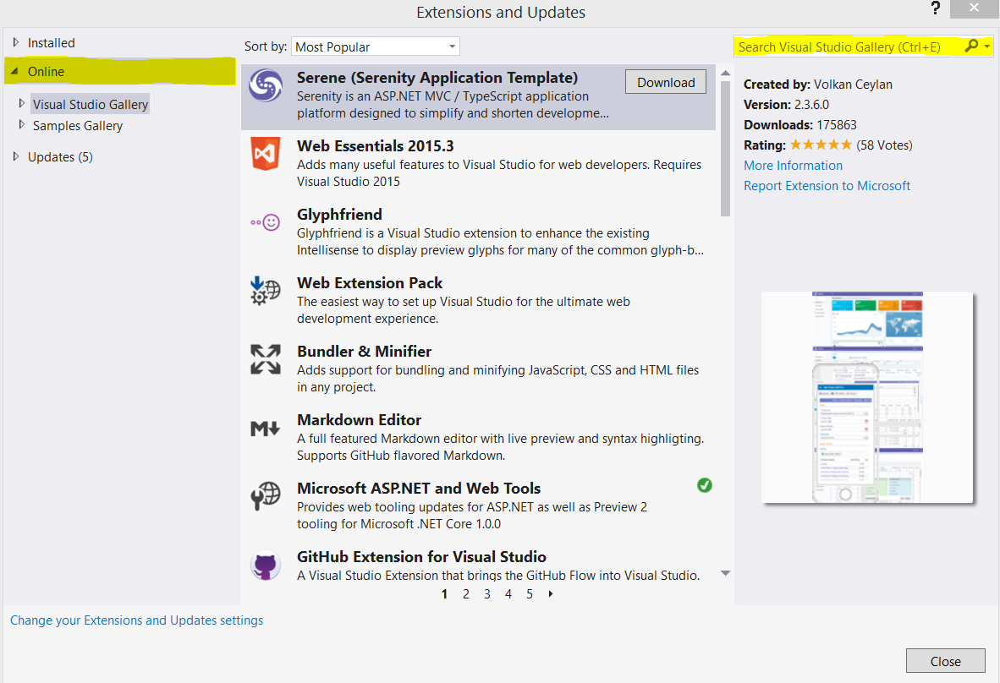 Extensions and Updates
?
Installed
Online
Visual Studio Gallery
Samples Gallery
Updates (5)
Sort by: Most Popular
Serene (Serenity Application Template)
Serenity is an ASP.NET MVC / TypeScript application
platform designed to simplify and shorten developme...
Download
Web Essentials 2015.3
Adds many useful features to Visual Studio for web developers. Requires
Visual Studio 2015
Glyphfriend
Glyphfriend is a Visual Studio extension to enhance the existing
Intellisense to display preview glyphs for many of the common glyph-b...
Web Extension Pack
The easiest way to set up Visual Studio for the ultimate web
development experience.
Bundler & Minifier
Adds support for bundling and minifying JavaScript, CSS and HTML files
in any project.
Markdown Editor
A full featured Markdown editor with live preview and syntax highligting.
Supports GitHub flavored Markdown.
Microsoft ASP.NET and Web Tools
Provides web tooling updates for ASP.NET as well as Preview 2
tooling for Microsoft .NET Core 1.0.0
GitHub Extension for Visual Studio
A Visual Studio Extension that brings the GitHub Flow into Visual Studio.
1 2 3 4 5
Search Visual Studio Gallery (Ctrl+E)
Created by: Volkan Ceylan
Version: 2.3.6.0
Downloads: 175863
Rating: (58 Votes)
More Information
Report Extension to Microsoft
Change your Extensions and Updates settings
Close